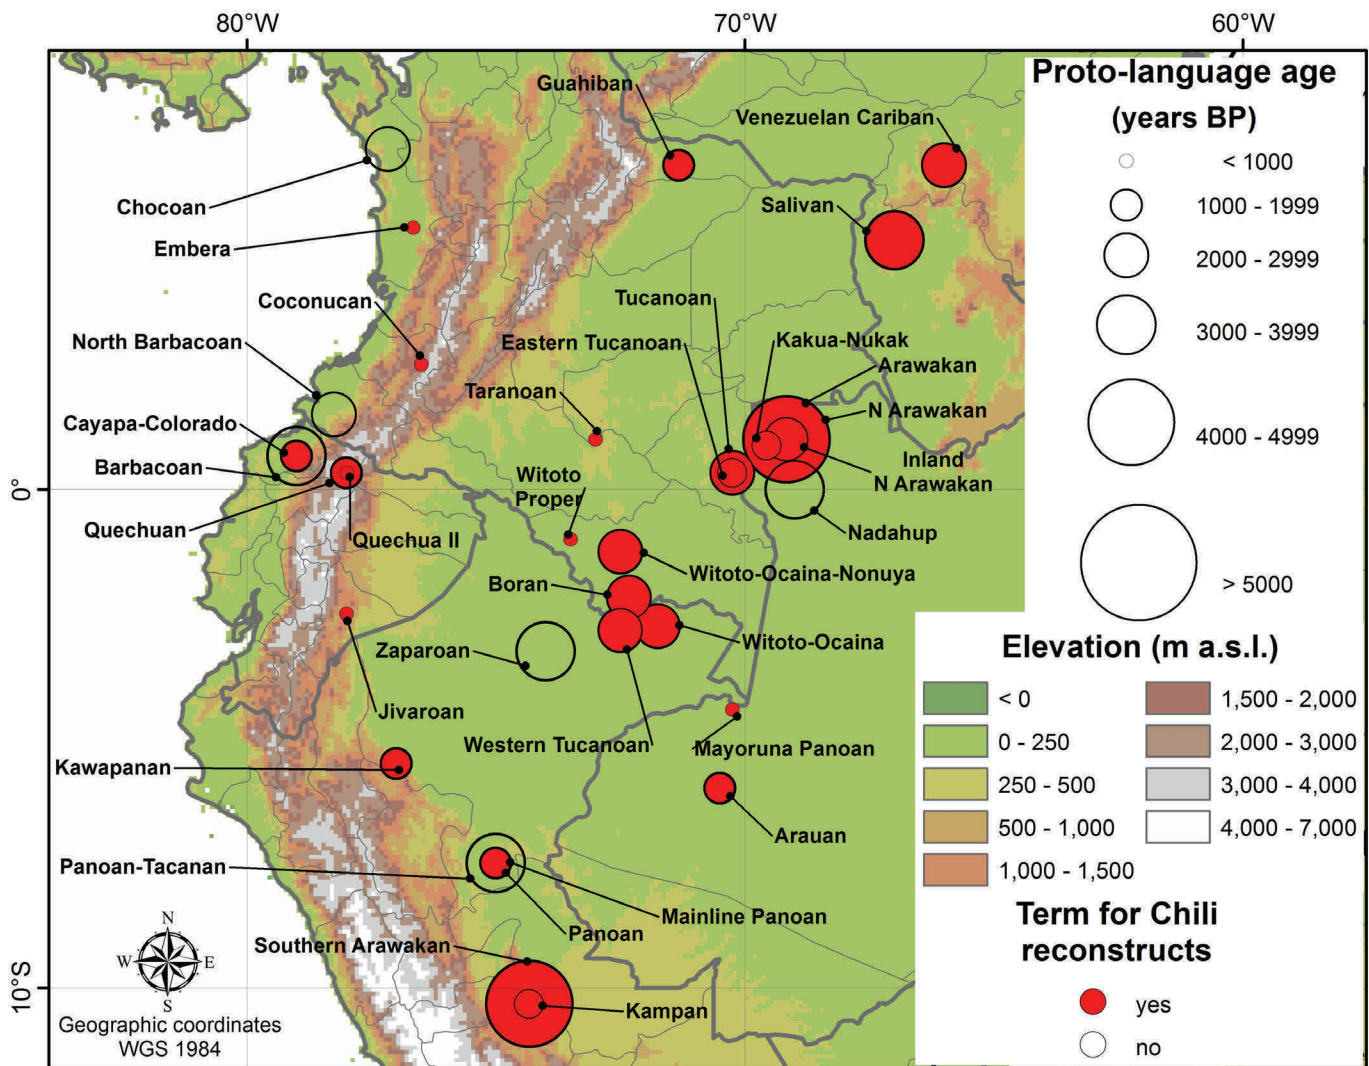 80°W
70°W
60°W
Guahiban
Venezuelan Cariban
Chocoan
Salivan
Embera
Coconucan
Tucanoan
North Barbacoan
Eastern Tucanoan
Kakua-Nukak
Arawakan
Taranoan
N Arawakan
Cayapa-Colorado
Inland
N Arawakan
Barbacoan
Witoto
Proper
0°
Quechuan
Quechua II
Nadahup
Witoto-Ocaina-Nonuya
Boran
Witoto-Ocaina
Zaparoan
Jivaroan
Western Tucanoan
Mayoruna Panoan
Kawapanan
Arauan
Panoan-Tacanan
Mainline Panoan
Panoan
Southern Arawakan
Kampan
10°S
N
W E
S
Geographic coordinates
WGS 1984
Proto-language age
(years BP)
< 1000
1000 - 1999
2000 - 2999
3000 - 3999
4000 - 4999
> 5000
Elevation (m a.s.l.)
< 0
0 - 250
250 - 500
500 - 1,000
1,000 - 1,500
1,500 - 2,000
2,000 - 3,000
3,000 - 4,000
4,000 - 7,000
Term for Chili
reconstructs
yes
no